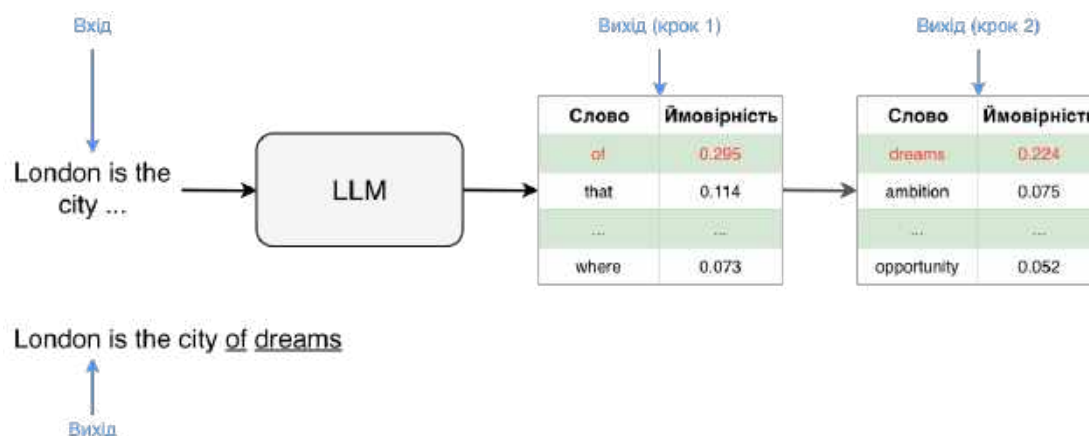 Вхід
Вихід (крок 1)
Вихід (крок 2)
London is the
city ...
LLM
Слово Ймовірність
of 0.295
that 0.114
... ...
where 0.073
Слово Ймовірність
dreams 0.224
ambition 0.075
... ...
opportunity 0.052
London is the city of dreams
Вихід